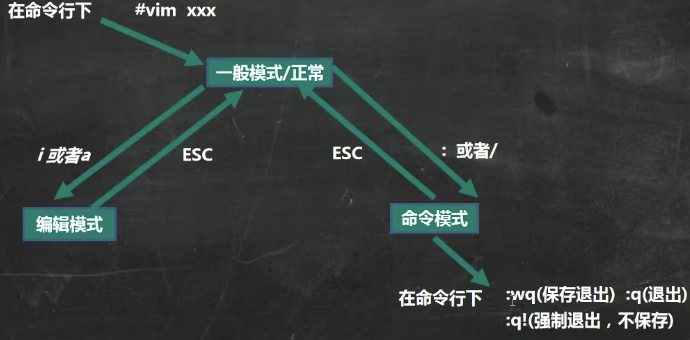 在命令行下 #vim xxx
一般模式/正常
i 或者a
ESC
ESC
: 或者/
编辑模式
命令模式
在命令行下
:wq(保存退出) :q(退出)
:q!(强制退出，不保存)